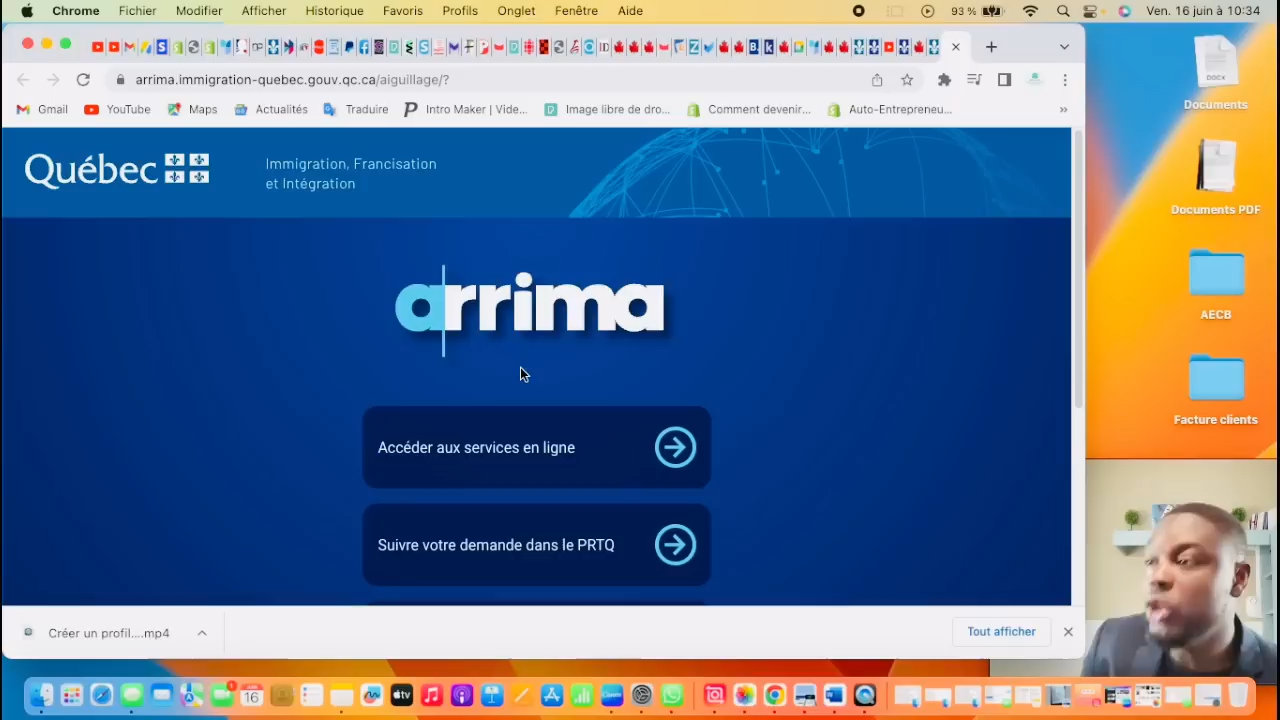 Chrome Fichier Modifier Afficher Historique Favoris Profils Onglet Fenêtre Aide 93 % Ven. 16 juin à 10:34
arrima.immigration-quebec.gouv.qc.ca/aiguillage/?
Gmail YouTube Maps Actualités Traduire Intro Maker | Vide... Image libre de dro... Comment devenir... Auto-Entrepreneu... »
Québec
Immigration, Francisation
et Intégration
arrima
Accéder aux services en ligne
Suivre votre demande dans le PRTQ
Créer un profil....mp4
Tout afficher
DOCX
Documents
Documents PDF
AECB
Facture clients
16